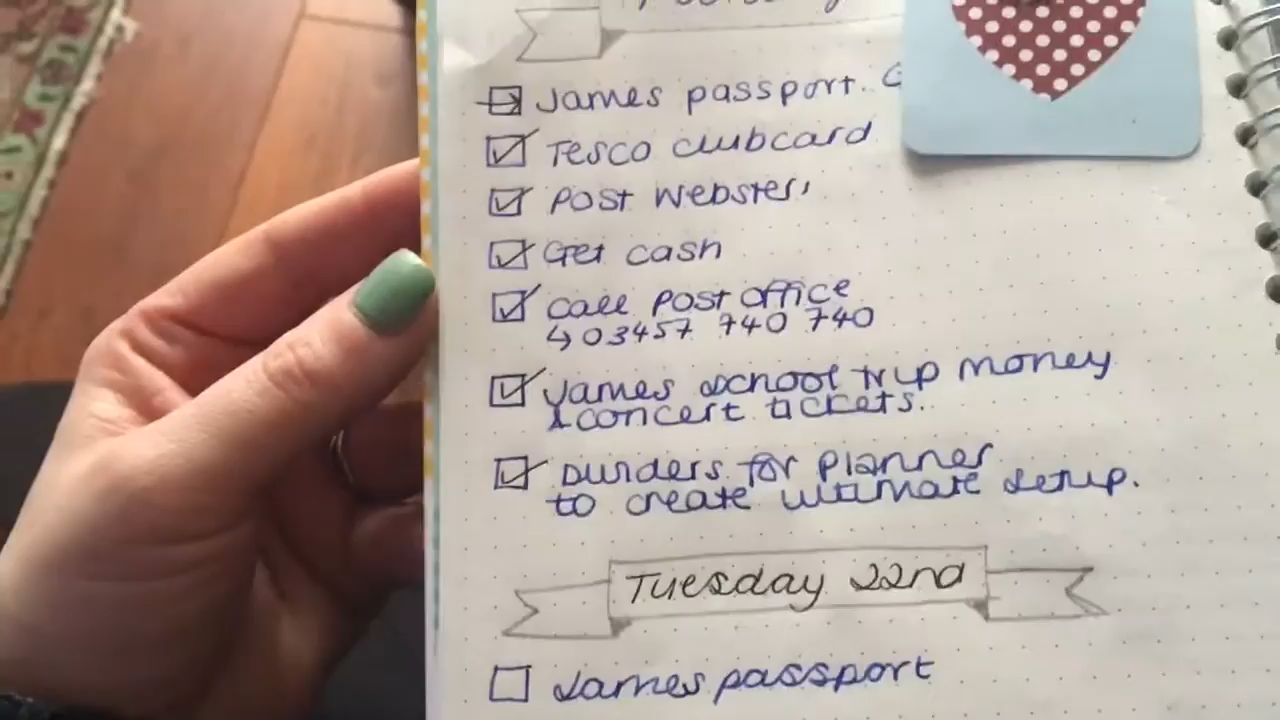 James passport.
Tesco clubcard
Post Websters
Get cash
Call Post office
↳ 03457 740 740
James school trip money
& concert tickets.
Dividers for planner
to create ultimate setup.
Tuesday 22nd
James passport